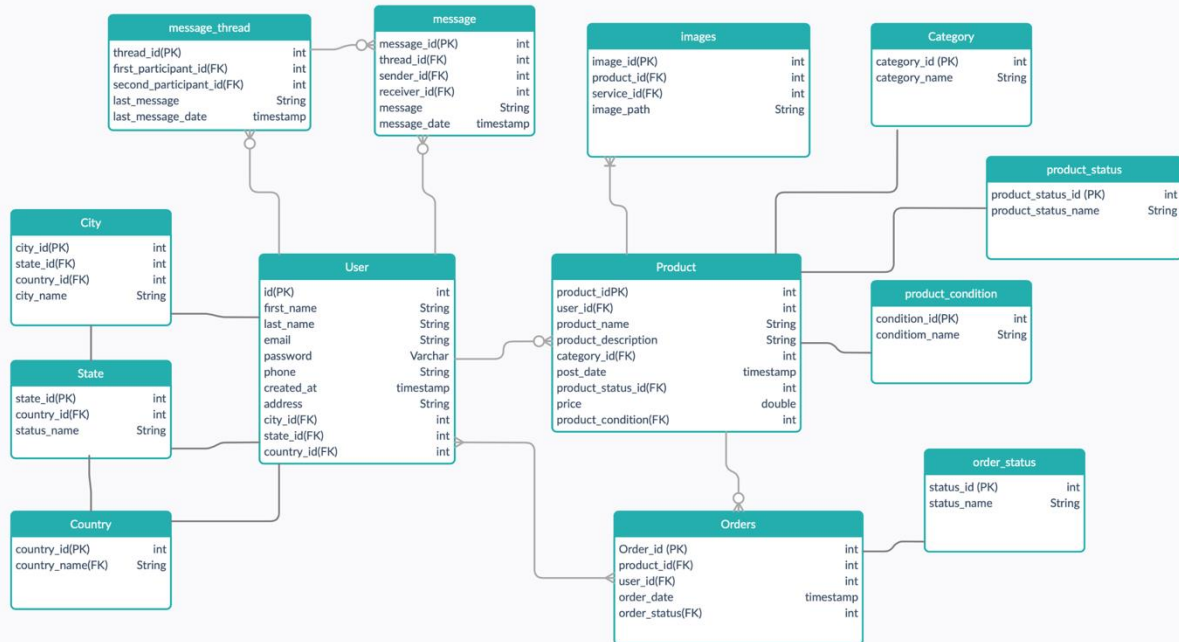 message_thread
thread_id(PK) int
first_participant_id(FK) int
second_participant_id(FK) int
last_message String
last_message_date timestamp
message
message_id(PK) int
thread_id(FK) int
sender_id(FK) int
receiver_id(FK) int
message String
message_date timestamp
images
image_id(PK) int
product_id(FK) int
service_id(FK) int
image_path String
Category
category_id (PK) int
category_name String
product_status
product_status_id (PK) int
product_status_name String
City
city_id(PK) int
state_id(FK) int
country_id(FK) int
city_name String
User
id(PK) int
first_name String
last_name String
email String
password Varchar
phone String
created_at timestamp
address String
city_id(FK) int
state_id(FK) int
country_id(FK) int
Product
product_idPK) int
user_id(FK) int
product_name String
product_description String
category_id(FK) int
post_date timestamp
product_status_id(FK) int
price double
product_condition(FK) int
product_condition
condition_id(PK) int
conditiom_name String
State
state_id(PK) int
country_id(FK) int
status_name String
order_status
status_id (PK) int
status_name String
Country
country_id(PK) int
country_name(FK) String
Orders
Order_id (PK) int
product_id(FK) int
user_id(FK) int
order_date timestamp
order_status(FK) int